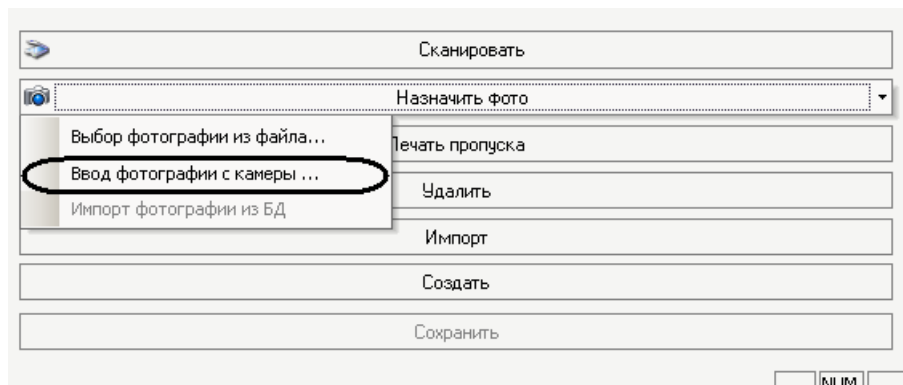 Сканировать
Назначить фото
Выбор фотографии из файла...
Печать пропуска
Ввод фотографии с камеры ...
Удалить
Импорт фотографии из БД
Импорт
Создать
Сохранить
NUM